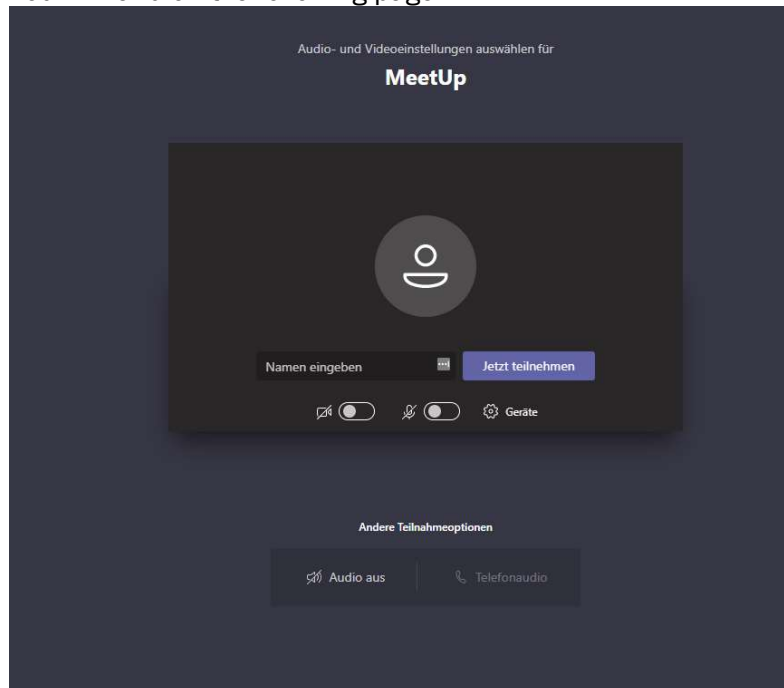 Audio- und Videoeinstellungen auswählen für
MeetUp
Namen eingeben
Jetzt teilnehmen
Geräte
Andere Teilnahmeoptionen
Audio aus
Telefonaudio